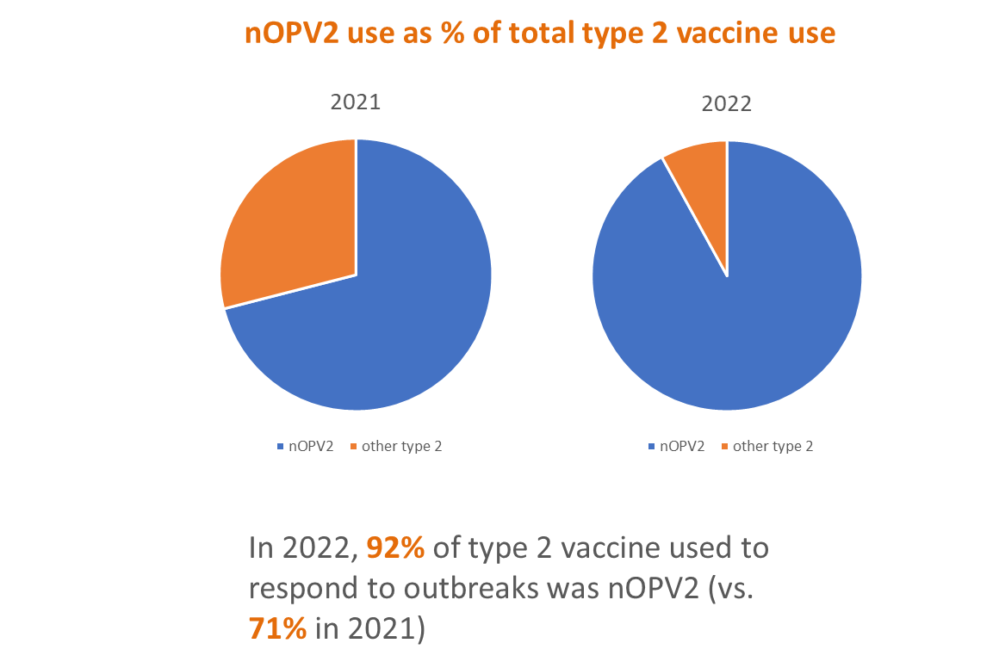 nOPV2 use as % of total type 2 vaccine use
2021
2022
nOPV2 other type 2
nOPV2 other type 2
In 2022, 92% of type 2 vaccine used to
respond to outbreaks was nOPV2 (vs.
71% in 2021)